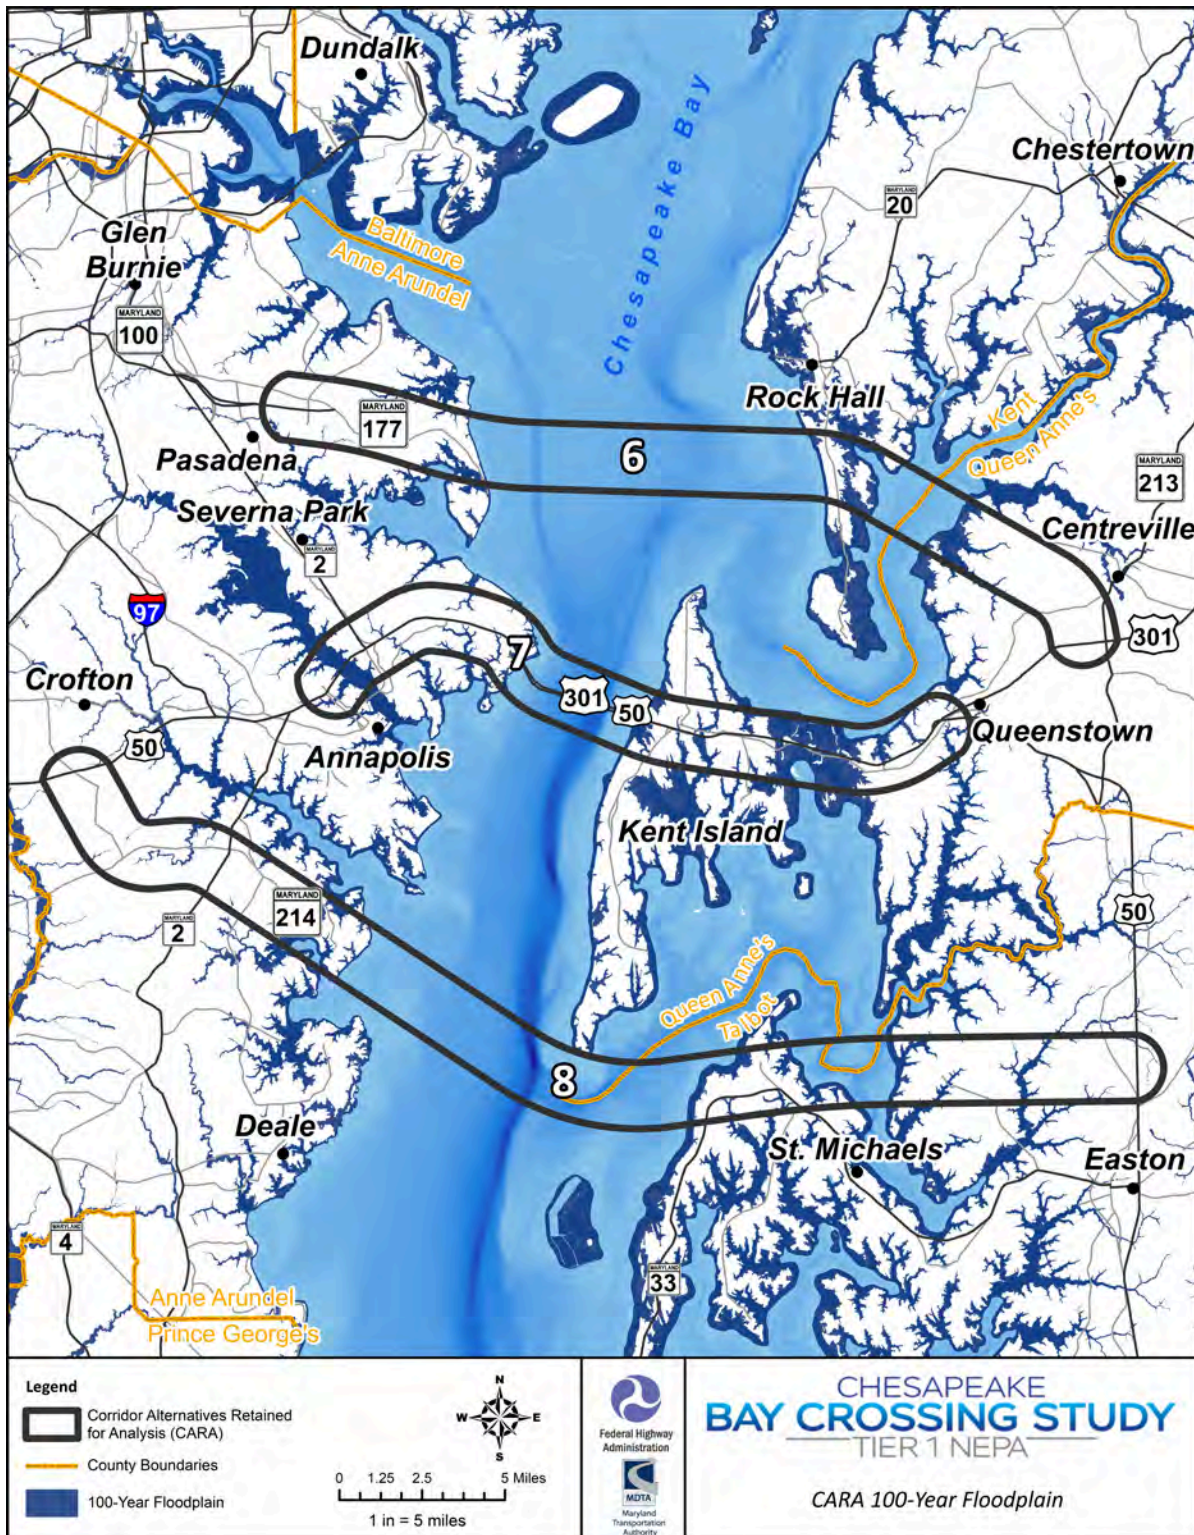 Dundalk
Chesapeake Bay
Chestertown
MARYLAND
20
Glen
Burnie
Baltimore
Anne Arundel
MARYLAND
100
Rock Hall
Kent
Queen Anne's
MARYLAND
177
6
Pasadena
MARYLAND
213
Severna Park
Centreville
MARYLAND
2
97
301
7
Crofton
301
50
50
Queenstown
Annapolis
Kent Island
MARYLAND
214
MARYLAND
2
50
Queen Anne's
Talbot
8
Deale
St. Michaels
Easton
MARYLAND
4
MARYLAND
33
Anne Arundel
Prince George's
Legend
Corridor Alternatives Retained
for Analysis (CARA)
County Boundaries
100-Year Floodplain
N
W E
S
0 1.25 2.5 5 Miles
1 in = 5 miles
Federal Highway
Administration
MDTA
Maryland
Transportation
Authority
CHESAPEAKE
BAY CROSSING STUDY
TIER 1 NEPA
CARA 100-Year Floodplain